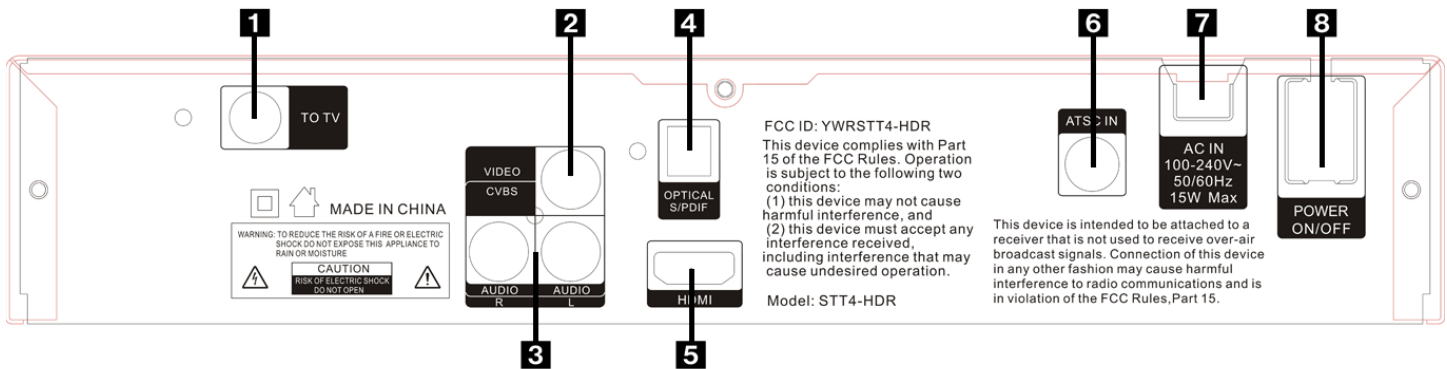 1
2
4
6
7
8
TO TV
VIDEO
CVBS
AUDIO AUDIO
R L
OPTICAL
S/PDIF
HDMI
3
5
MADE IN CHINA
WARNING: TO REDUCE THE RISK OF A FIRE OR ELECTRIC
SHOCK DO NOT EXPOSE THIS APPLIANCE TO
RAIN OR MOISTURE
CAUTION
RISK OF ELECTRIC SHOCK
DO NOT OPEN
FCC ID: YWRSTT4-HDR
This device complies with Part
15 of the FCC Rules. Operation
is subject to the following two
conditions:
(1) this device may not cause
harmful interference, and
(2) this device must accept any
interference received,
including interference that may
cause undesired operation.
Model: STT4-HDR
ATSC IN
AC IN
100-240V~
50/60Hz
15W Max
POWER
ON/OFF
This device is intended to be attached to a
receiver that is not used to receive over-air
broadcast signals. Connection of this device
in any other fashion may cause harmful
interference to radio communications and is
in violation of the FCC Rules,Part 15.